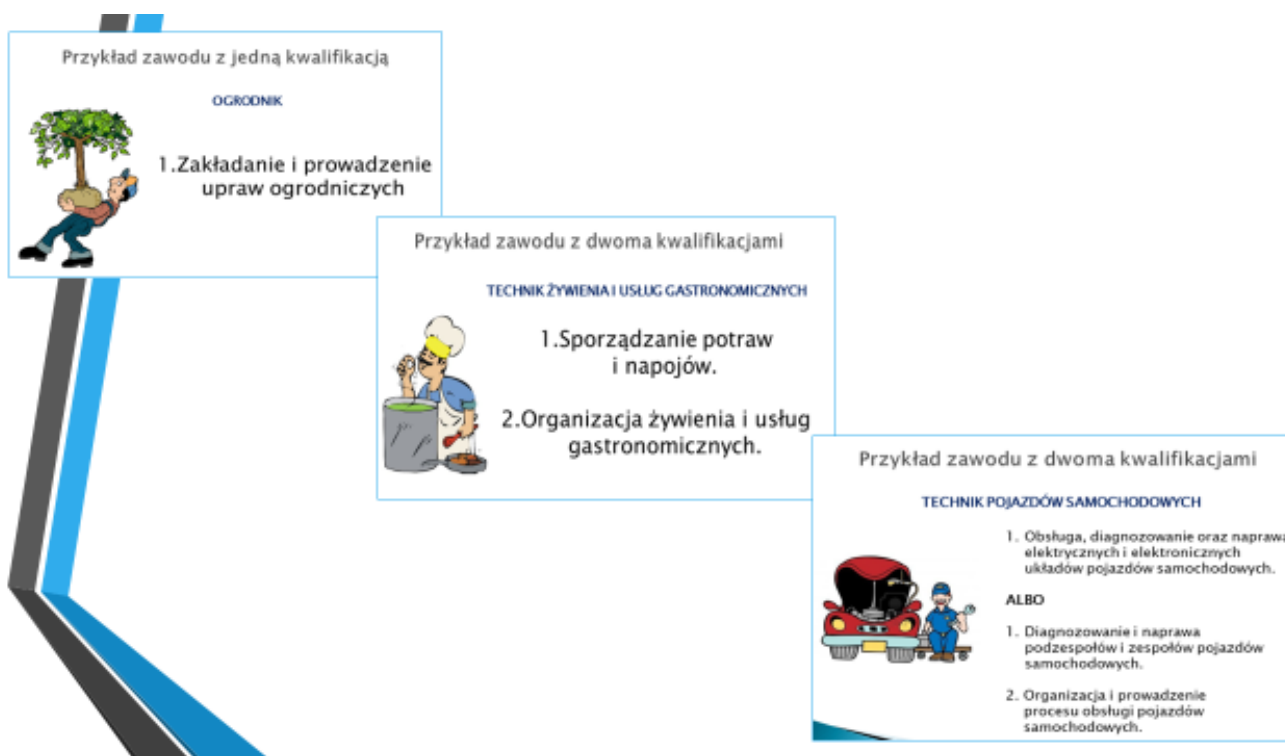 Przykład zawodu z jedną kwalifikacją
OGRODNIK
1.Zakładanie i prowadzenie
upraw ogrodniczych
Przykład zawodu z dwoma kwalifikacjami
TECHNIK ŻYWIENIA I USŁUG GASTRONOMICZNYCH
1.Sporządzanie potraw
i napojów.
2.Organizacja żywienia i usług
gastronomicznych.
Przykład zawodu z dwoma kwalifikacjami
TECHNIK POJAZDÓW SAMOCHODOWYCH
1. Obsługa, diagnozowanie oraz naprawa
elektrycznych i elektronicznych
układów pojazdów samochodowych.
ALBO
1. Diagnozowanie i naprawa
podzespołów i zespołów pojazdów
samochodowych.
2. Organizacja i prowadzenie
procesu obsługi pojazdów
samochodowych.